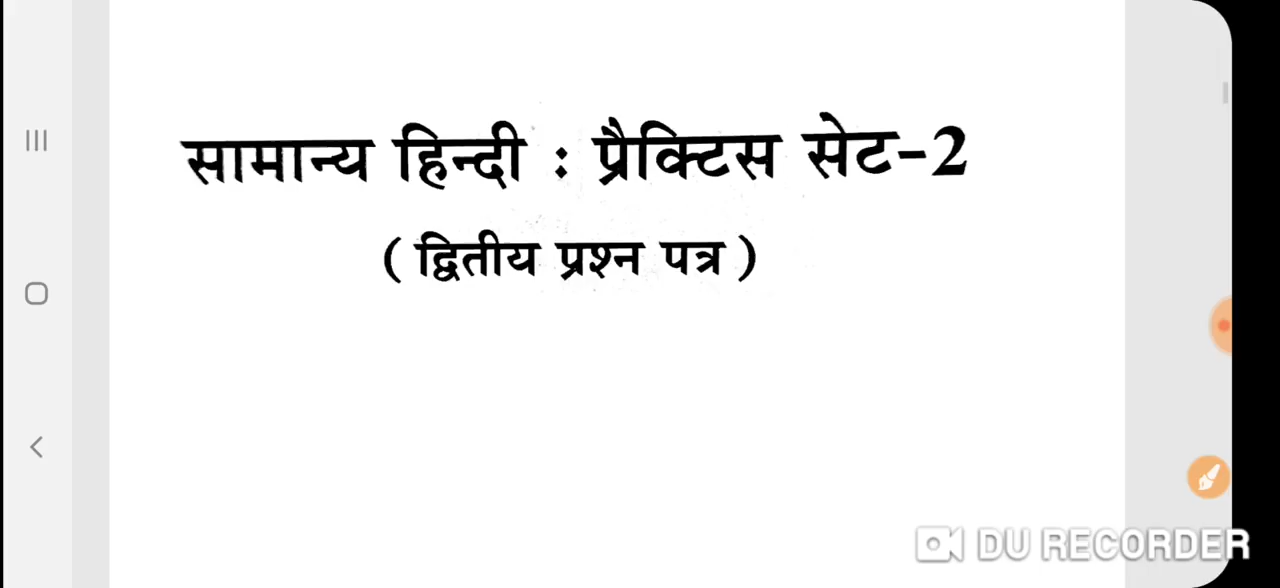 सामान्य हिन्दी : प्रैक्टिस सेट-2
( द्वितीय प्रश्न पत्र )
DU RECORDER